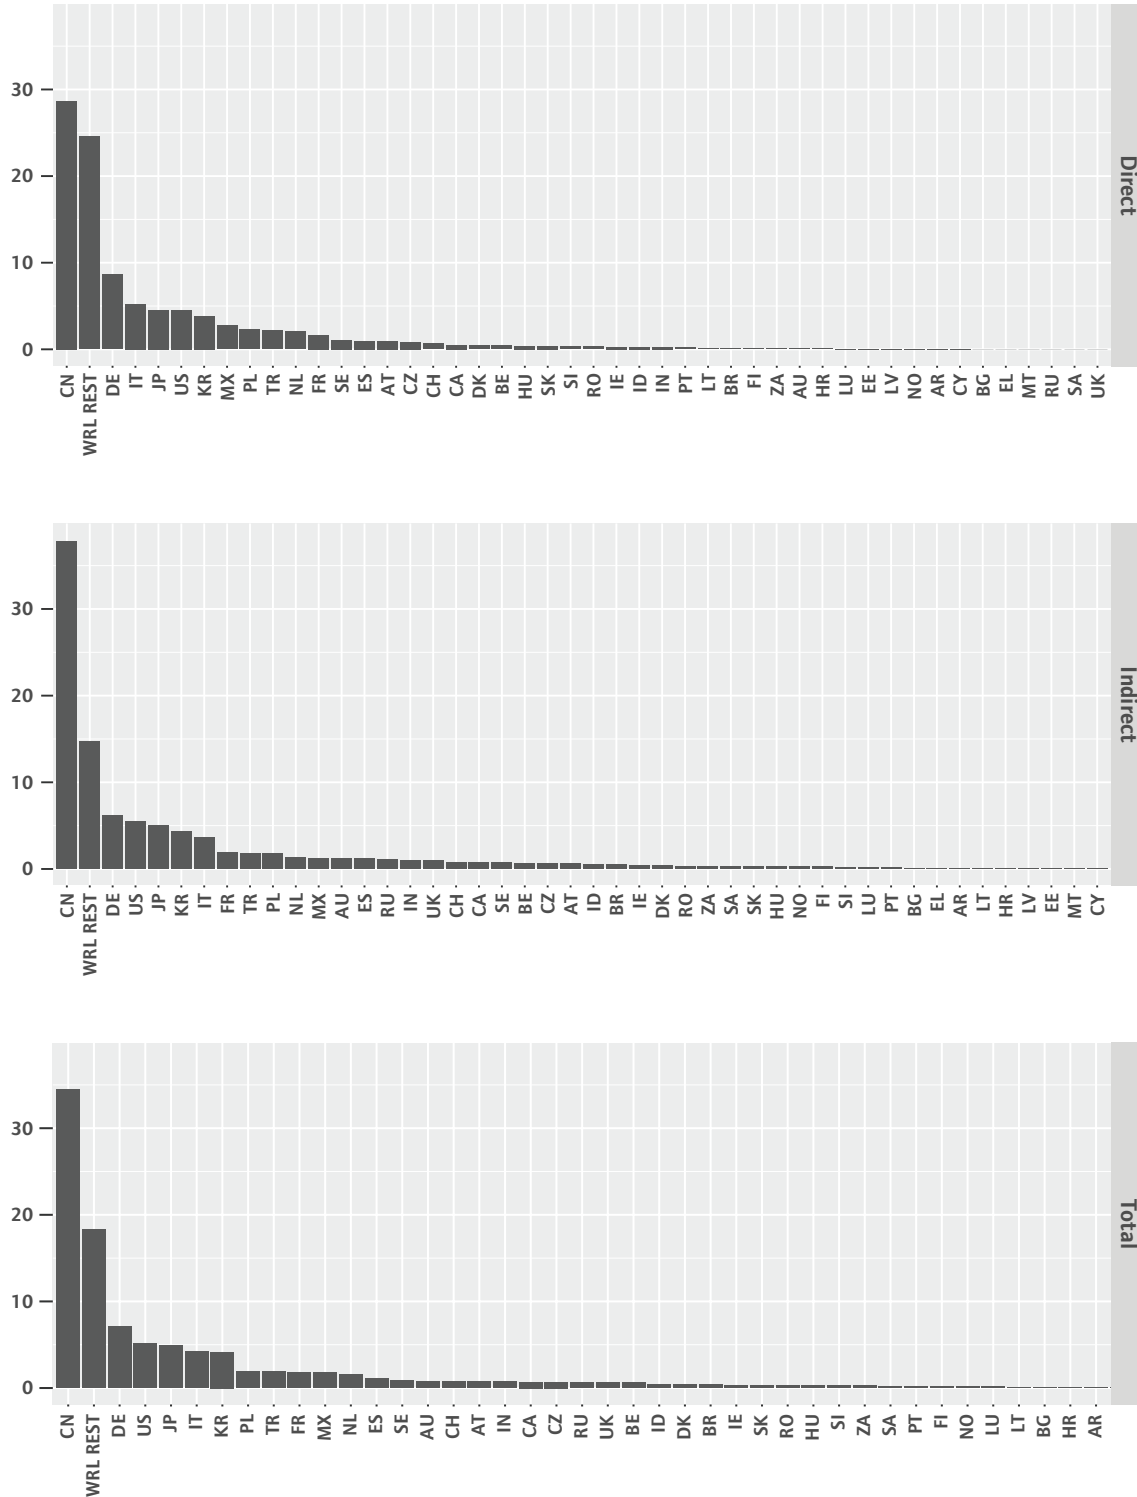 30
20
10
0
Direct
CN WRL REST DE IT JP US KR MX PL TR NL FR SE ES AT CZ CH CA DK BE HU SK SI RO IE ID IN PT LT BR FI ZA AU HR LU EE LV NO AR CY BG EL MT RU SA UK
30
20
10
0
Indirect
CN WRL REST DE US JP KR IT FR TR PL NL MX AU ES RU IN UK CH CA SE BE CZ AT ID BR IE DK RO ZA SA SK HU NO FI SI LU PT BG EL AR LT HR LV EE MT CY
30
20
10
0
Total
CN WRL REST DE US JP IT KR PL TR FR MX NL ES SE AU CH AT IN CA CZ RU UK BE ID DK BR IE SK RO HU SI ZA SA PT FI NO LU LT BG HR AR